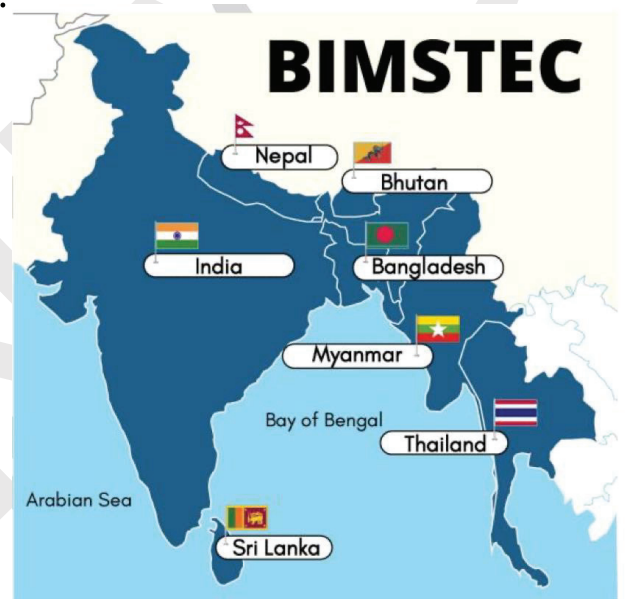 BIMSTEC
Nepal
Bhutan
India
Bangladesh
Myanmar
Bay of Bengal
Thailand
Arabian Sea
Sri Lanka